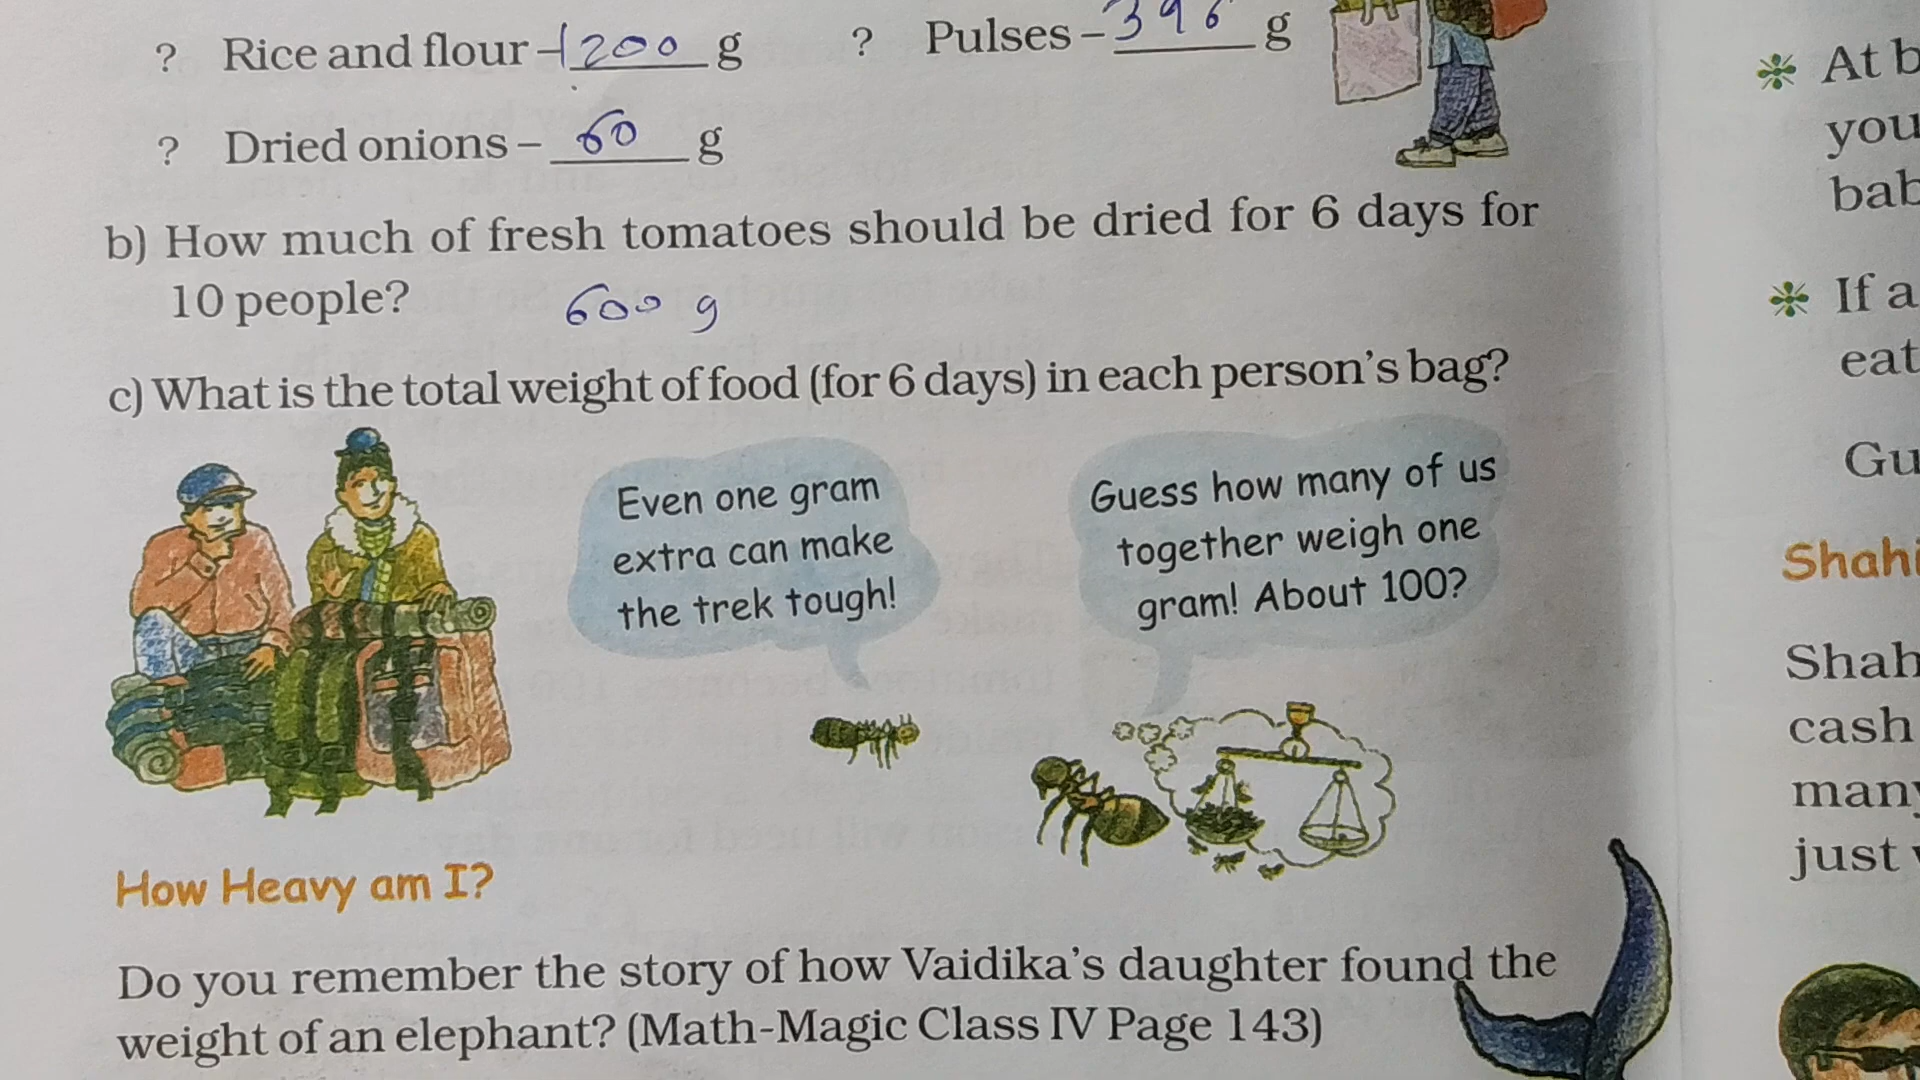 ? Rice and flour – 1200 g ? Pulses – 396 g
? Dried onions – 60 g
b) How much of fresh tomatoes should be dried for 6 days for
10 people? 600 g
c) What is the total weight of food (for 6 days) in each person's bag?
Even one gram
extra can make
the trek tough!
Guess how many of us
together weigh one
gram! About 100?
How Heavy am I?
Do you remember the story of how Vaidika's daughter found the
weight of an elephant? (Math-Magic Class IV Page 143)
At b
you
bab
If a
eat
Gu
Shahi
Shah
cash
many
just